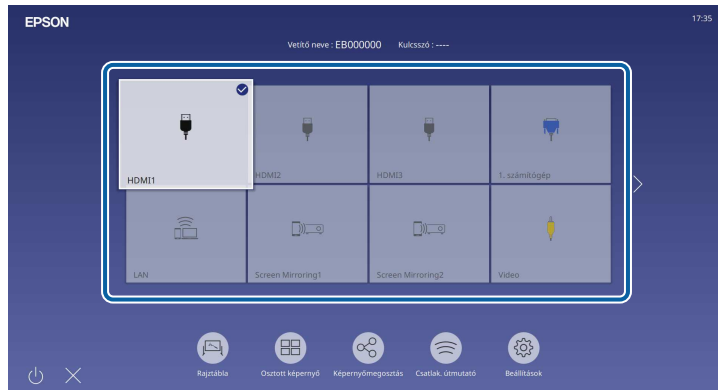 EPSON
17:35
Vetítő neve : EB000000 Kulcsszó : ----
HDMI1
HDMI2
HDMI3
1. számítógép
LAN
Screen Mirroring1
Screen Mirroring2
Video
Rajztábla
Osztott képernyő
Képernyőmegosztás
Csatlak. útmutató
Beállítások